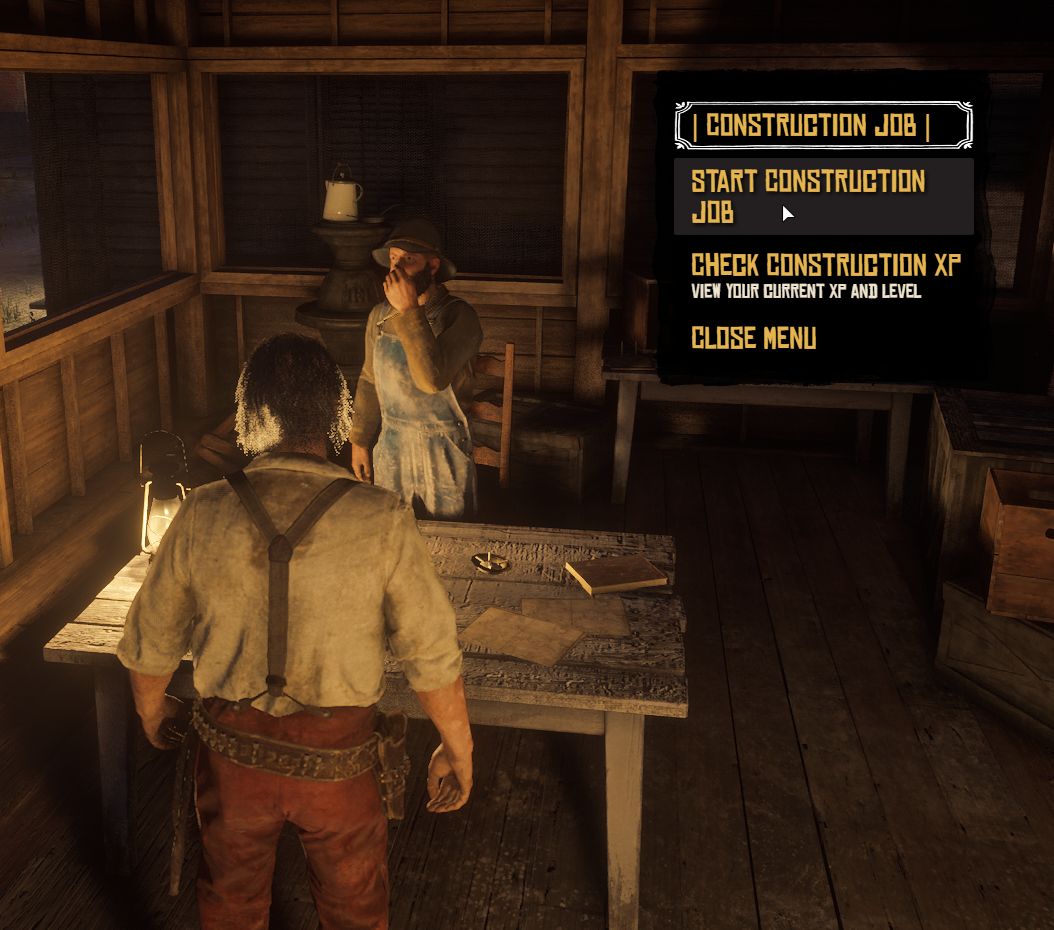 | CONSTRUCTION JOB |
START CONSTRUCTION
JOB
CHECK CONSTRUCTION XP
VIEW YOUR CURRENT XP AND LEVEL
CLOSE MENU